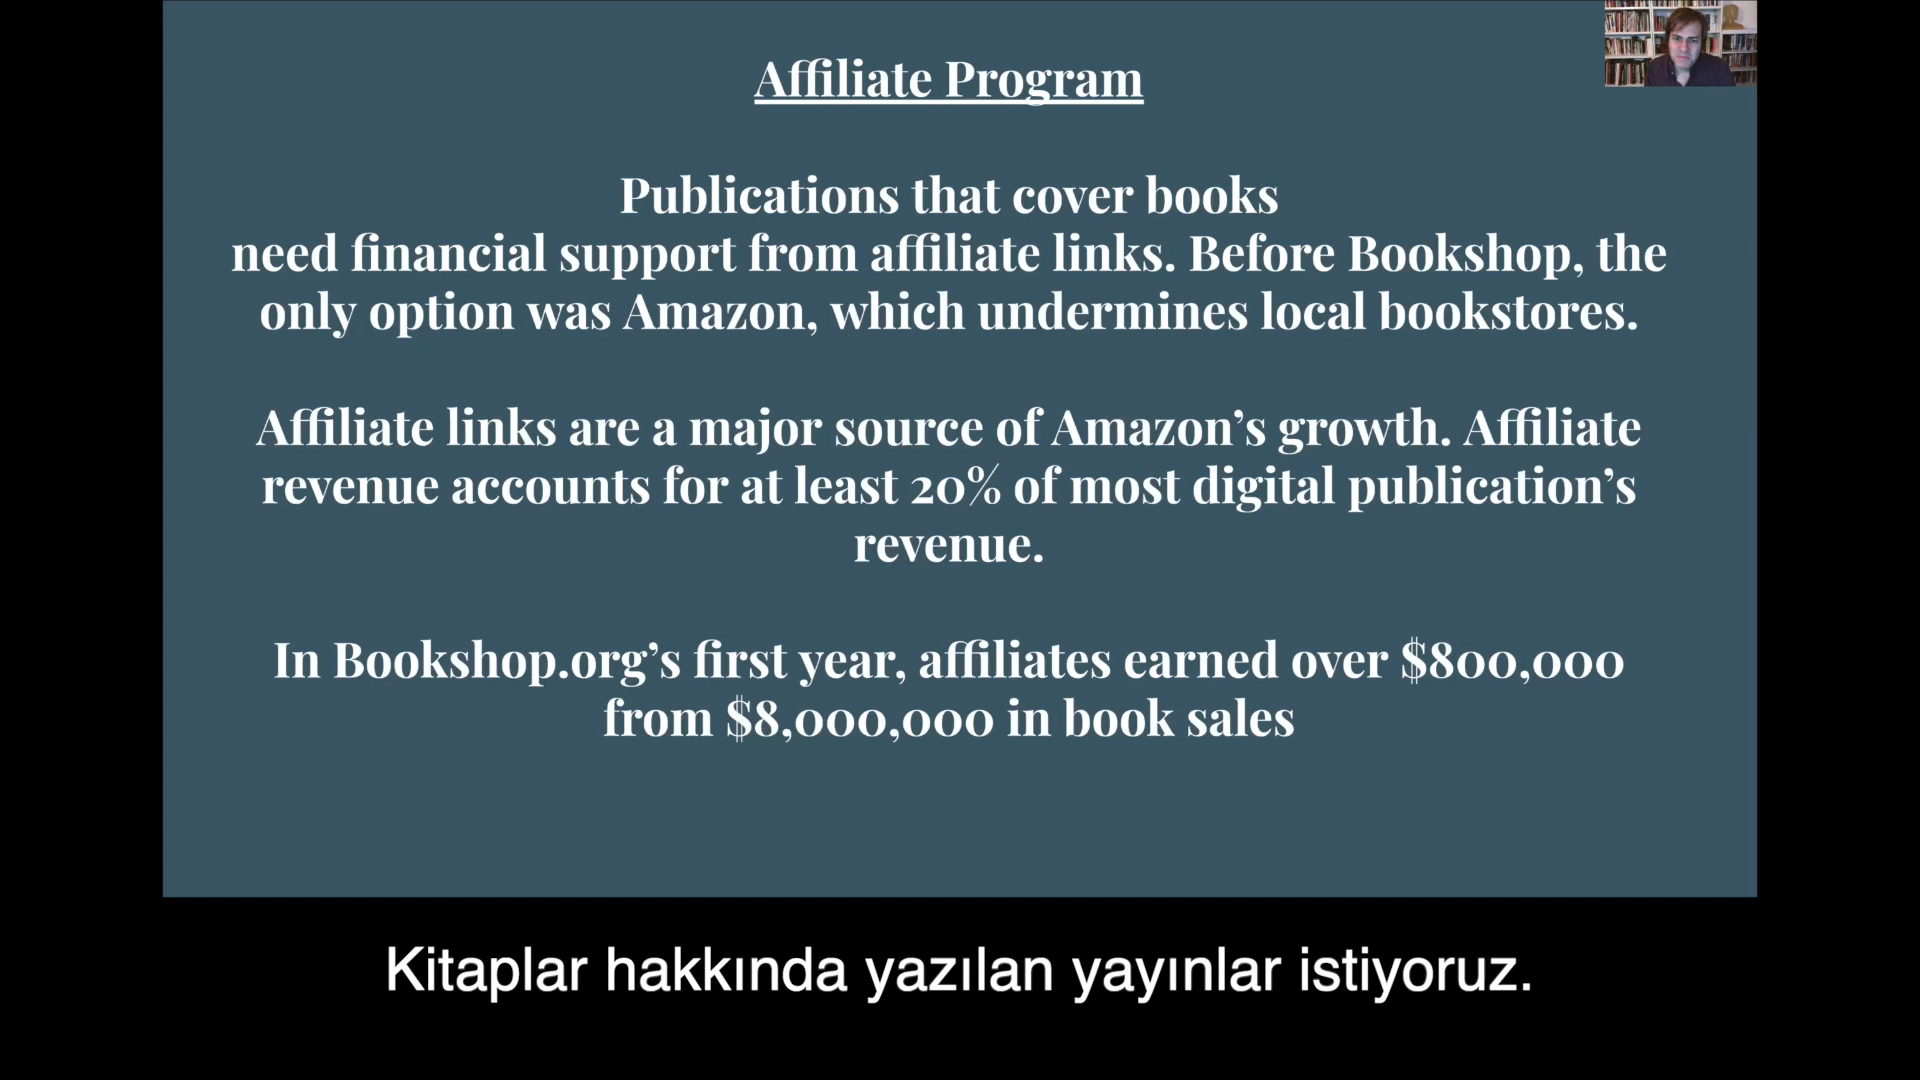 Affiliate Program
Publications that cover books
need financial support from affiliate links. Before Bookshop, the
only option was Amazon, which undermines local bookstores.
Affiliate links are a major source of Amazon’s growth. Affiliate
revenue accounts for at least 20% of most digital publication’s
revenue.
In Bookshop.org’s first year, affiliates earned over $800,000
from $8,000,000 in book sales
Kitaplar hakkında yazılan yayınlar istiyoruz.